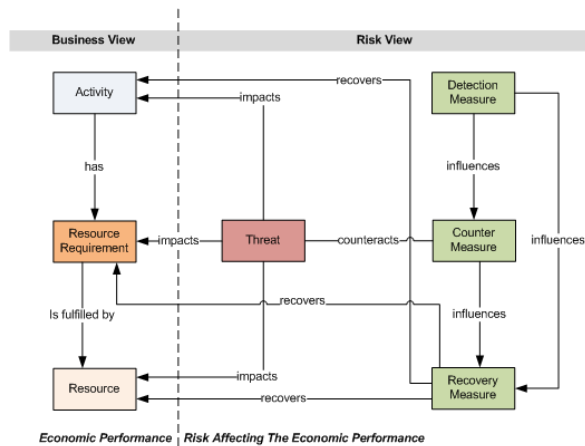 Business View
Risk View
Activity
recovers
Detection
Measure
impacts
has
influences
Resource
Requirement
impacts
Threat
counteracts
Counter
Measure
influences
recovers
Is fulfilled by
influences
Resource
impacts
recovers
Recovery
Measure
Economic Performance
Risk Affecting The Economic Performance